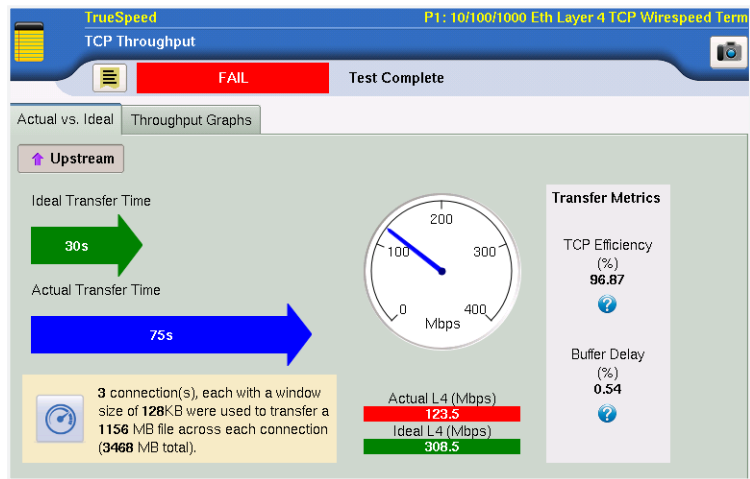 TrueSpeed
P1: 10/100/1000 Eth Layer 4 TCP Wirespeed Term
TCP Throughput
FAIL
Test Complete
Actual vs. Ideal
Throughput Graphs
Upstream
Ideal Transfer Time
30s
Actual Transfer Time
75s
3 connection(s), each with a window
size of 128KB were used to transfer a
1156 MB file across each connection
(3468 MB total).
200
100
300
0
400
Mbps
Actual L4 (Mbps)
123.5
Ideal L4 (Mbps)
308.5
Transfer Metrics
TCP Efficiency
(%)
96.87
?
Buffer Delay
(%)
0.54
?